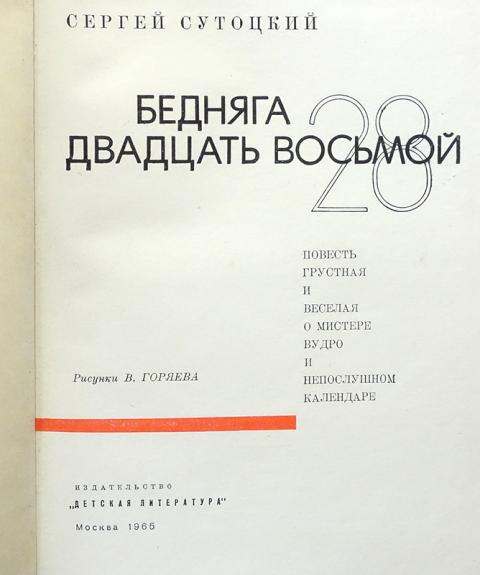 СЕРГЕЙ СУТОЦКИЙ
БЕДНЯГА
28
ДВАДЦАТЬ ВОСЬМОЙ
ПОВЕСТЬ
ГРУСТНАЯ
И
ВЕСЕЛАЯ
О МИСТЕРЕ
ВУДРО
И
НЕПОСЛУШНОМ
КАЛЕНДАРЕ
Рисунки В. ГОРЯЕВА
ИЗДАТЕЛЬСТВО
„ДЕТСКАЯ ЛИТЕРАТУРА"
Москва 1965